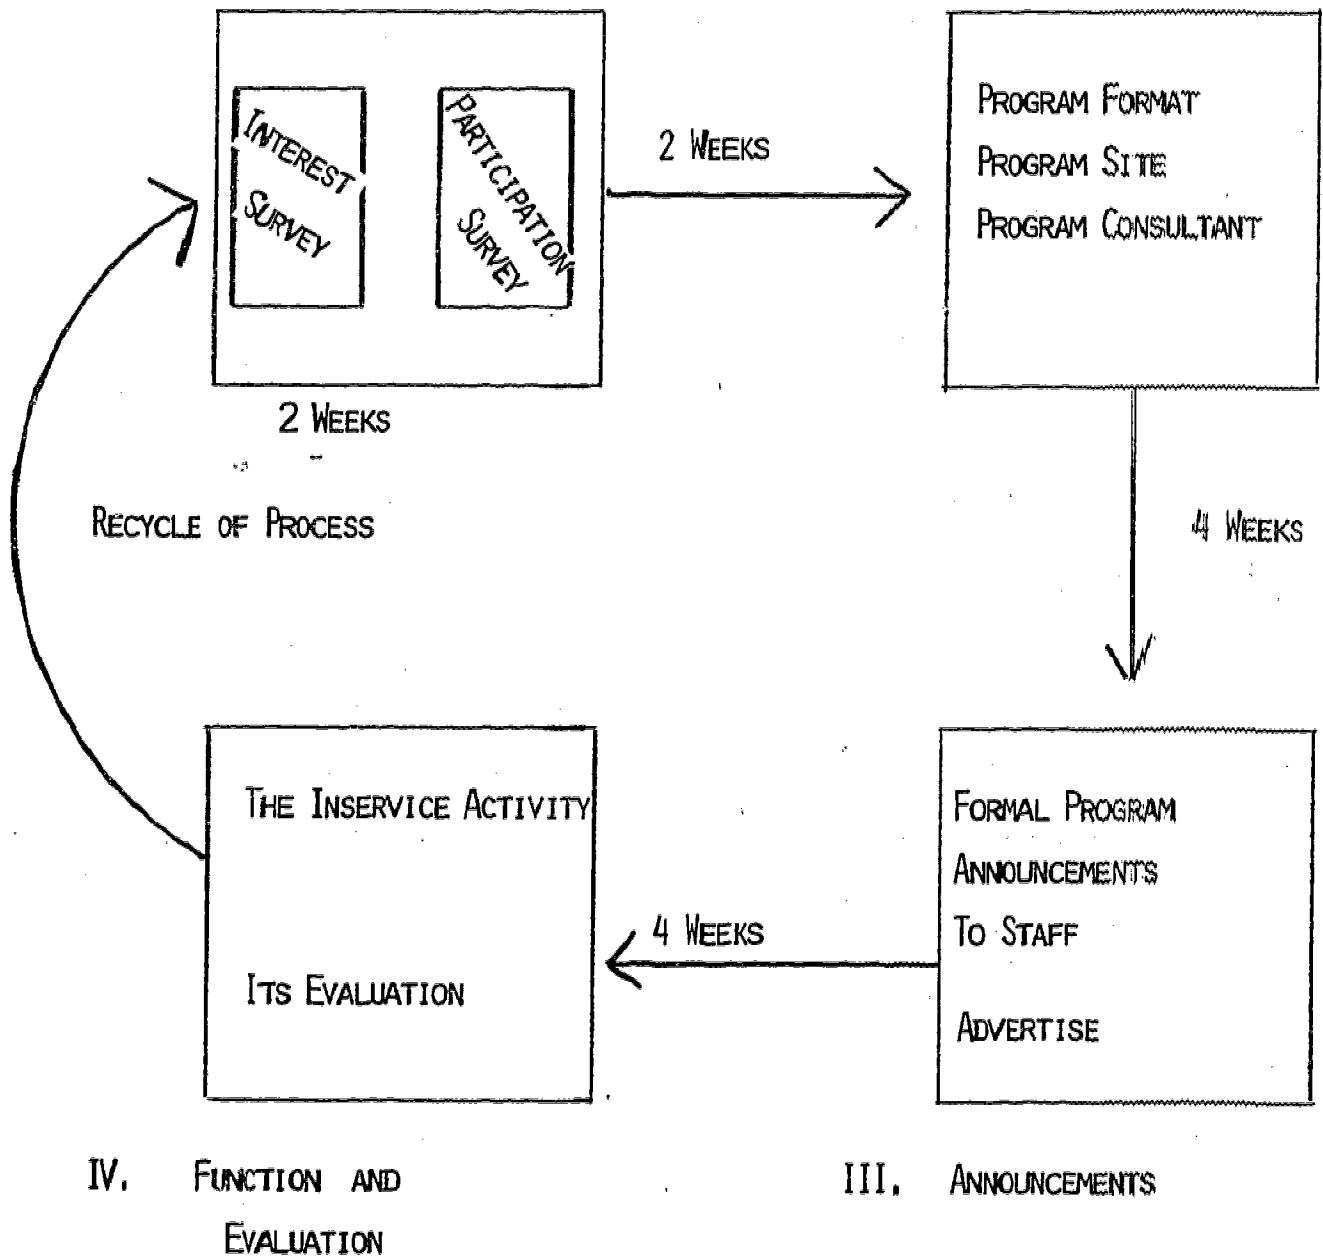 INTEREST
SURVEY
PARTICIPATION
SURVEY
2 WEEKS
2 WEEKS
PROGRAM FORMAT
PROGRAM SITE
PROGRAM CONSULTANT
4 WEEKS
RECYCLE OF PROCESS
FORMAL PROGRAM
ANNOUNCEMENTS
TO STAFF
ADVERTISE
4 WEEKS
THE INSERVICE ACTIVITY
ITS EVALUATION
III. ANNOUNCEMENTS
IV. FUNCTION AND
EVALUATION